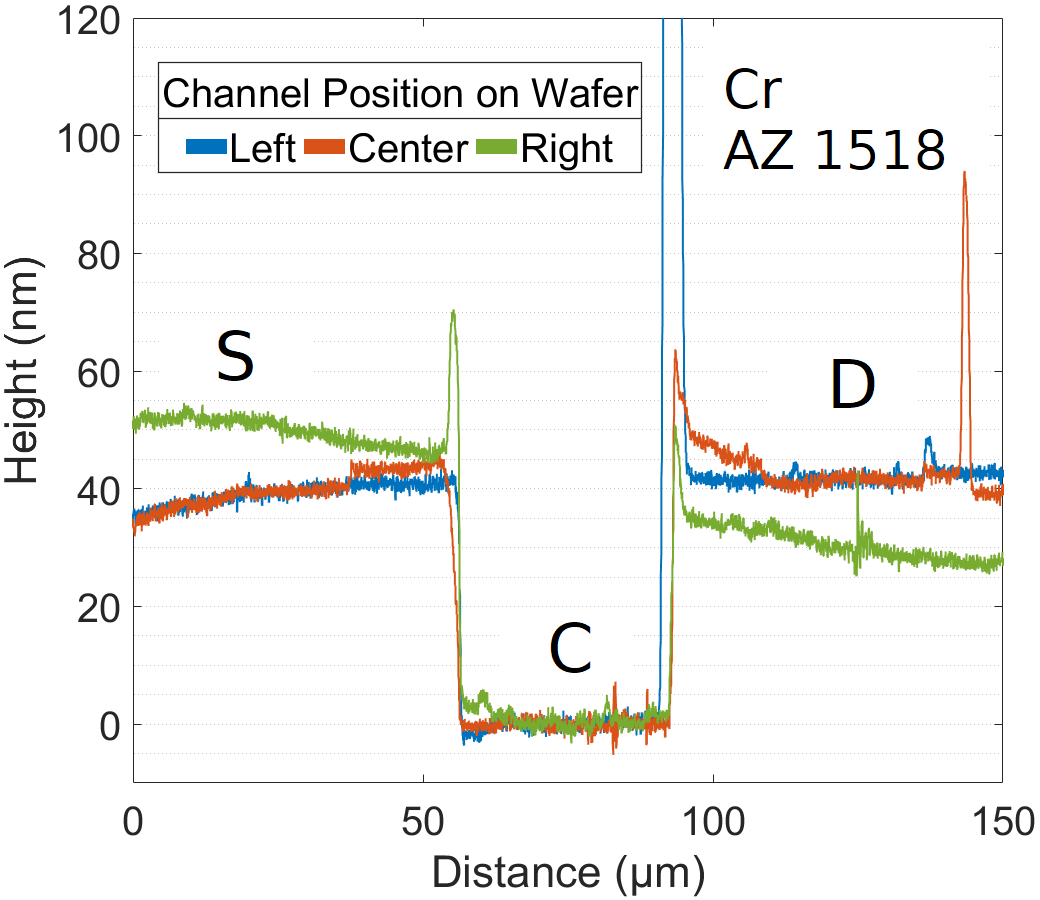 120
100
80
60
40
20
0
Height (nm)
Channel Position on Wafer
Left Center Right
Cr
AZ 1518
S
D
C
0 50 100 150
Distance (µm)